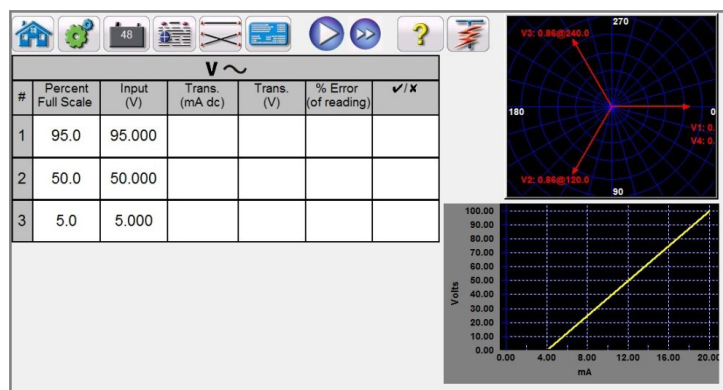 48
?
V ~
# Percent Full Scale Input (V) Trans. (mA dc) Trans. (V) % Error (of reading) ✔/✘
1 95.0 95.000
2 50.0 50.000
3 5.0 5.000
270
V3: 0.86@240.0
180
0
V1: 0.
V4: 0.
V2: 0.86@120.0
90
100.00
90.00
80.00
70.00
60.00
50.00
40.00
30.00
20.00
10.00
0.00
Volts
0.00 4.00 8.00 12.00 16.00 20.00
mA